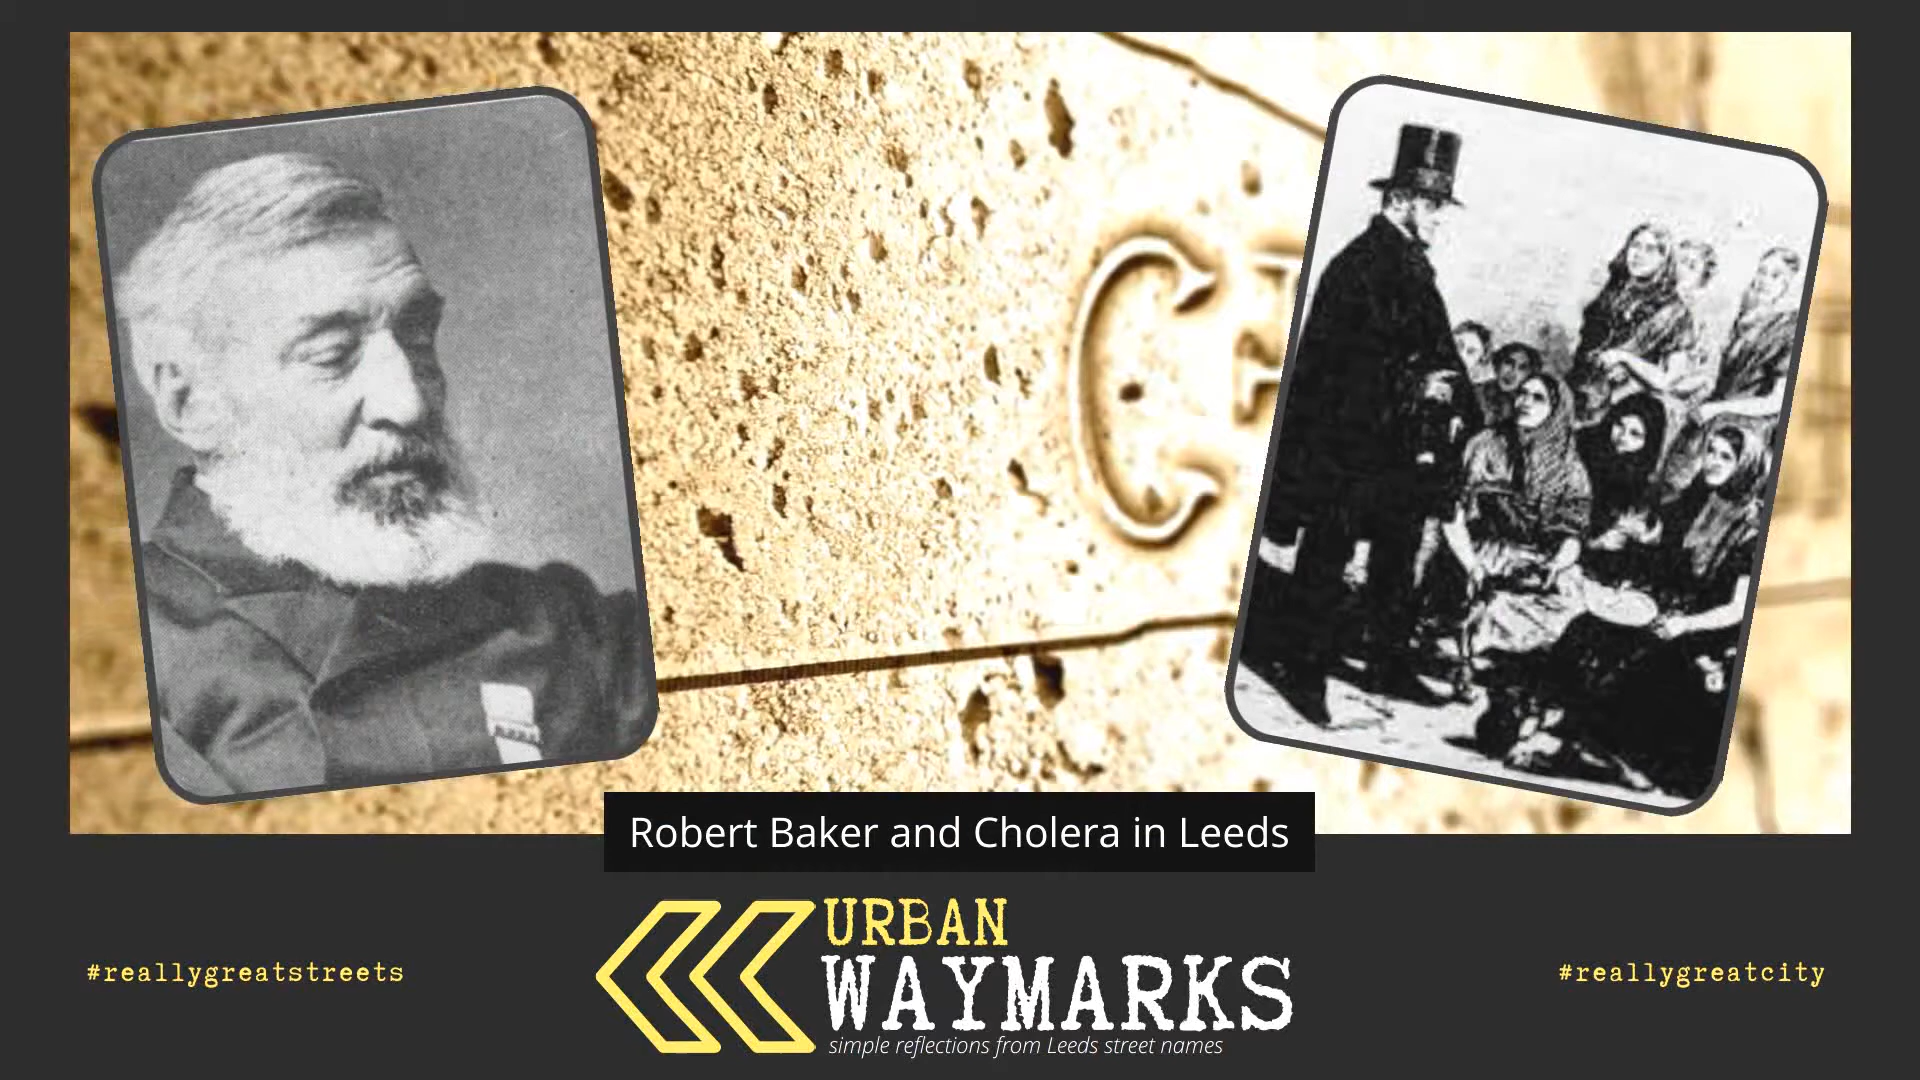 C
Robert Baker and Cholera in Leeds
URBAN
WAYMARKS
simple reflections from Leeds street names
#reallygreatstreets
#reallygreatcity